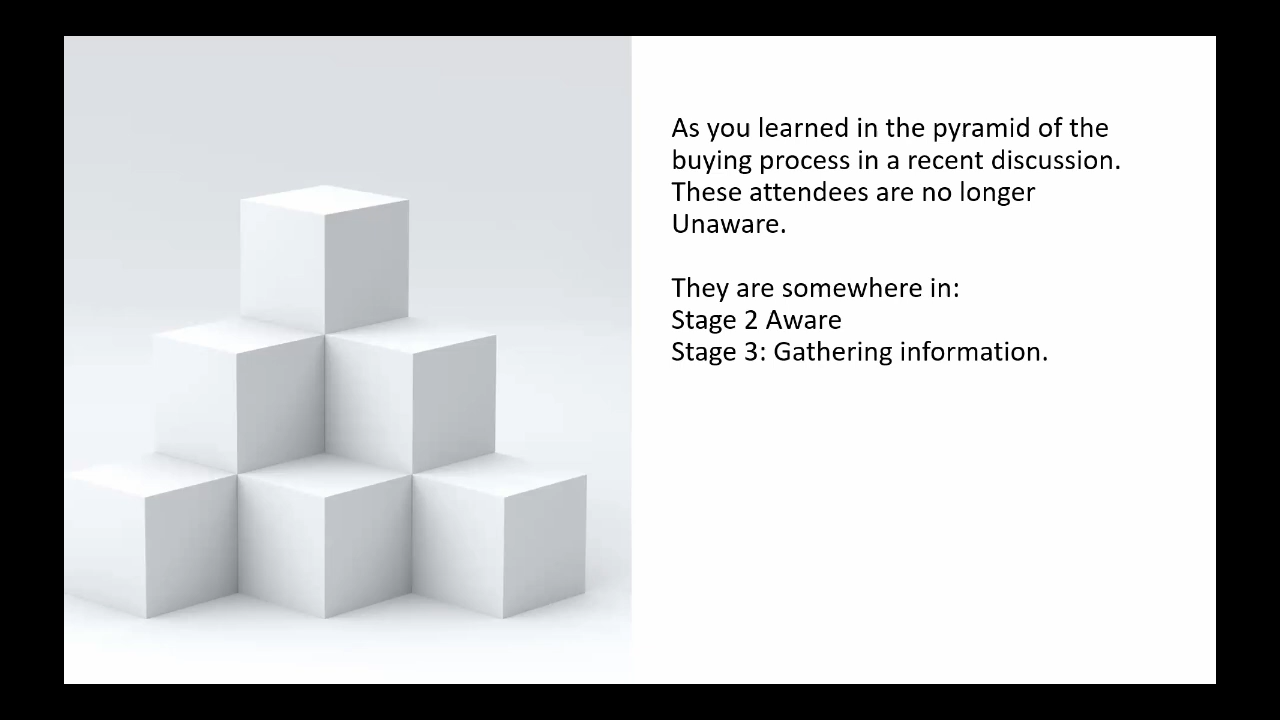 As you learned in the pyramid of the
buying process in a recent discussion.
These attendees are no longer
Unaware.
They are somewhere in:
Stage 2 Aware
Stage 3: Gathering information.